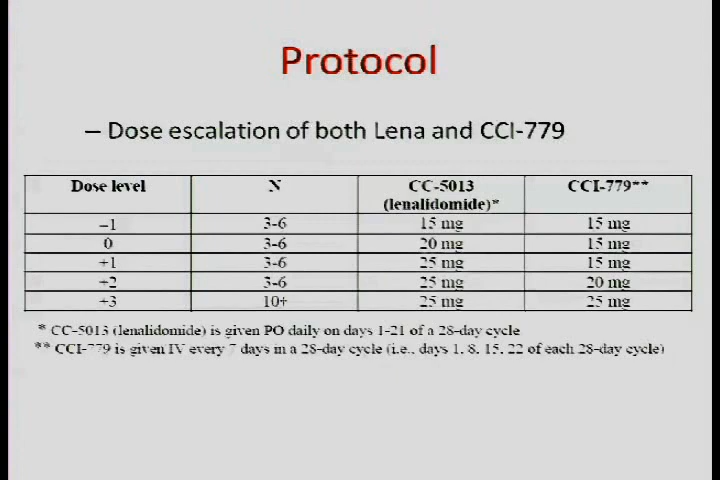 Protocol
– Dose escalation of both Lena and CCI-779
Dose level N CC-5013 (lenalidomide)* CCI-779**
–1 3-6 15 mg 15 mg
0 3-6 20 mg 15 mg
+1 3-6 25 mg 15 mg
+2 3-6 25 mg 20 mg
+3 10+ 25 mg 25 mg
* CC-5013 (lenalidomide) is given PO daily on days 1-21 of a 28-day cycle
** CCI-779 is given IV every 7 days in a 28-day cycle (i.e., days 1, 8, 15, 22 of each 28-day cycle)